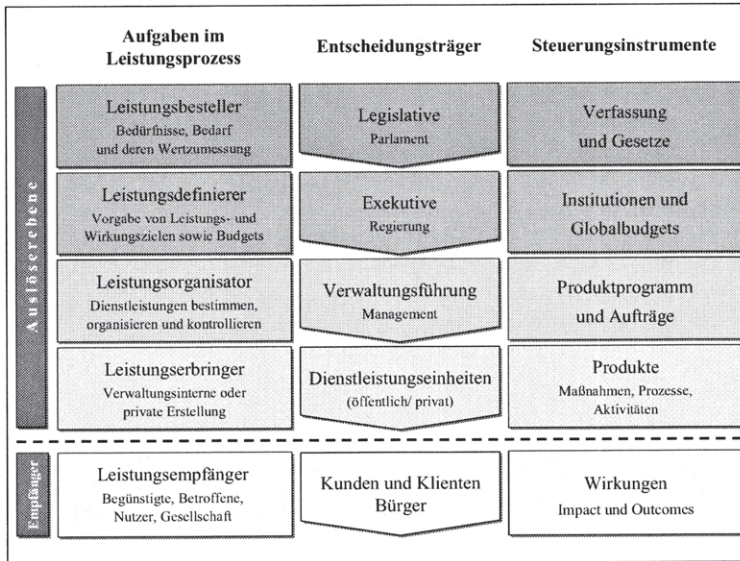 Aufgaben im
Leistungsprozess
Entscheidungsträger
Steuerungsinstrumente
Auslöserebene
Leistungsbesteller
Bedürfnisse, Bedarf
und deren Wertzumessung
Legislative
Parlament
Verfassung
und Gesetze
Leistungsdefinierer
Vorgabe von Leistungs- und
Wirkungszielen sowie Budgets
Exekutive
Regierung
Institutionen und
Globalbudgets
Leistungsorganisator
Dienstleistungen bestimmen,
organisieren und kontrollieren
Verwaltungsführung
Management
Produktprogramm
und Aufträge
Leistungserbringer
Verwaltungsinterne oder
private Erstellung
Dienstleistungseinheiten
(öffentlich/ privat)
Produkte
Maßnahmen, Prozesse,
Aktivitäten
Empfänger
Leistungsempfänger
Begünstigte, Betroffene,
Nutzer, Gesellschaft
Kunden und Klienten
Bürger
Wirkungen
Impact und Outcomes